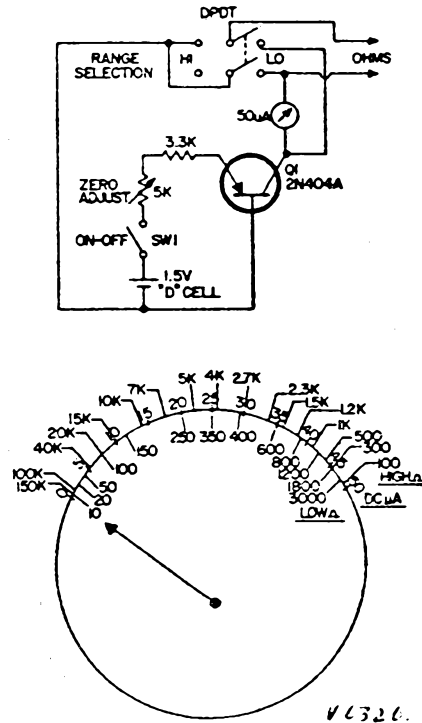 DPDT
RANGE
SELECTION
HI
LO
OHMS
50uA
3.3K
Q1
2N404A
ZERO
ADJUST
5K
ON-OFF
SW1
1.5V
"D" CELL
4K
5K
2.7K
7K
2.3K
10K
1.5K
15K
1.2K
20K
1K
40K
500
300
100K
100
150K
HIGHΩ
DC uA
5
10
15
20
25
30
35
10
20
50
100
150
250
350
400
600
800
1200
1800
3000
LOWΩ